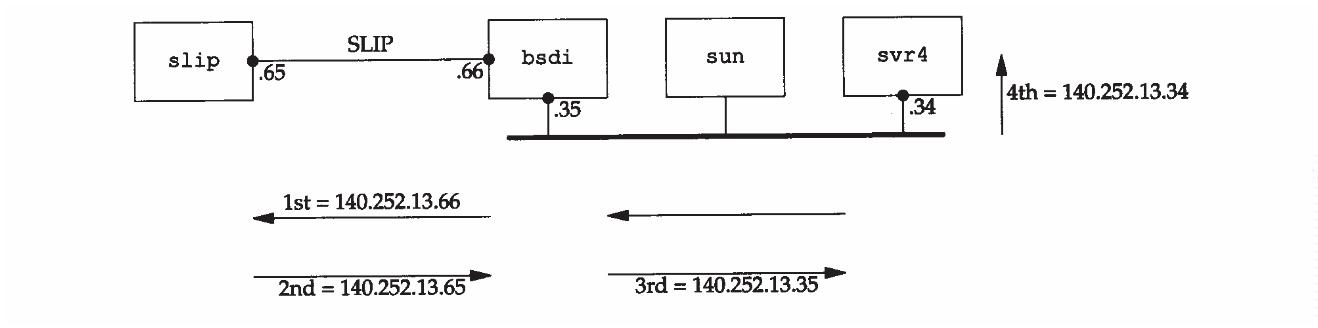 slip
SLIP
bsdi
sun
svr4
.65
.66
.35
.34
4th = 140.252.13.34
1st = 140.252.13.66
2nd = 140.252.13.65
3rd = 140.252.13.35